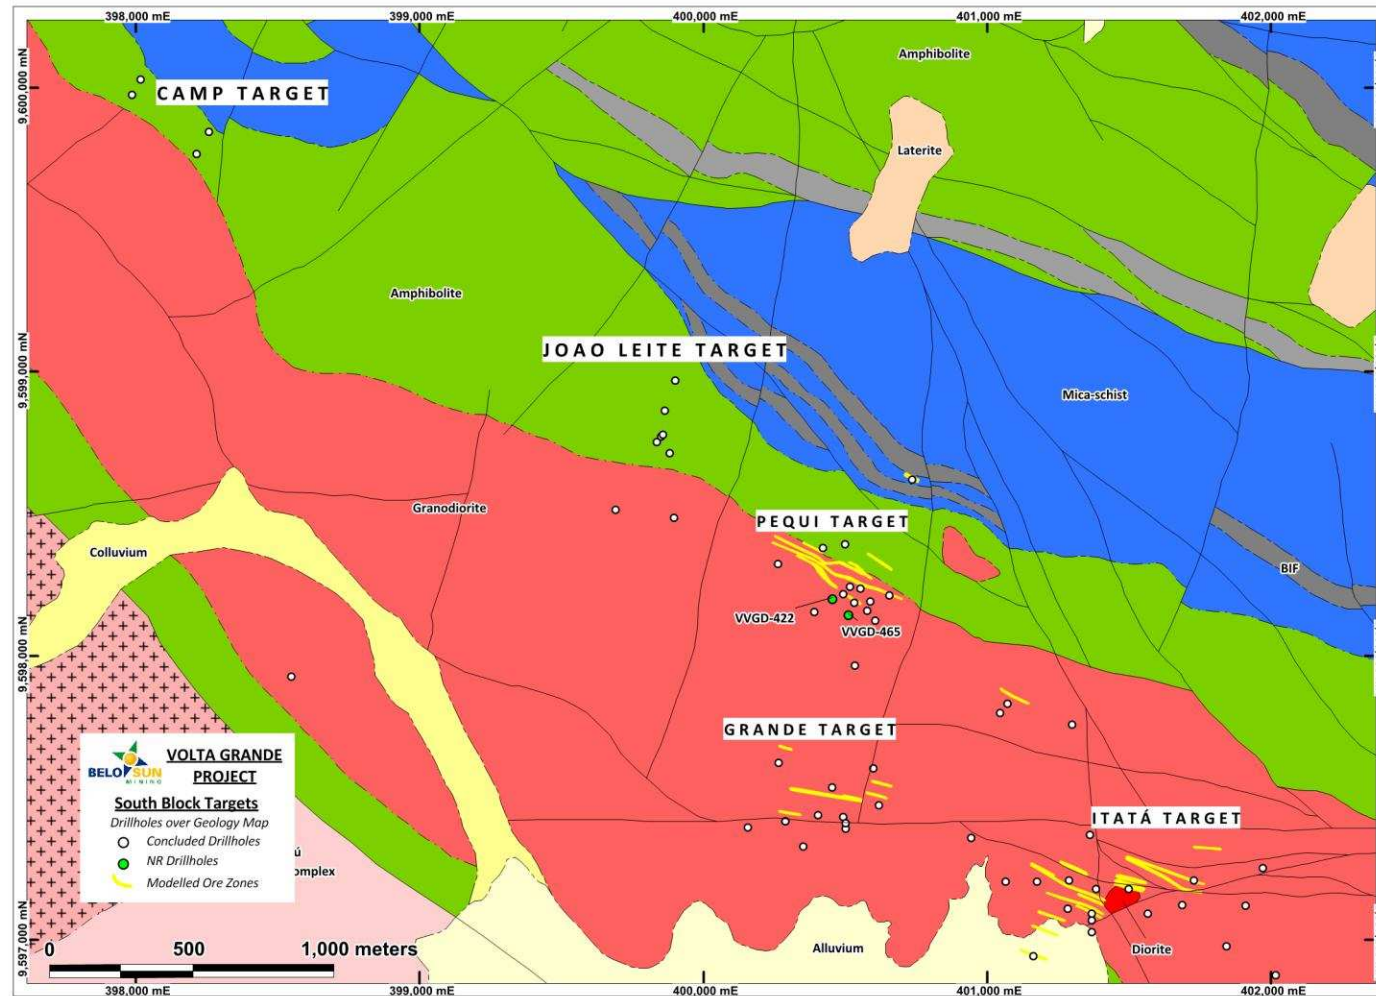 398,000 mE
399,000 mE
400,000 mE
401,000 mE
402,000 mE
9,600,000 mN
9,599,000 mN
9,598,000 mN
9,597,000 mN
CAMP TARGET
Amphibolite
Laterite
Amphibolite
JOAO LEITE TARGET
Mica-schist
Granodiorite
PEQUI TARGET
Colluvium
BIF
VVGD-422
VVGD-465
GRANDE TARGET
ITATÁ TARGET
BELO SUN
MINING
VOLTA GRANDE
PROJECT
South Block Targets
Drillholes over Geology Map
Concluded Drillholes
NR Drillholes
Modelled Ore Zones
ú
omplex
0 500 1,000 meters
Alluvium
Diorite
398,000 mE
399,000 mE
400,000 mE
401,000 mE
402,000 mE